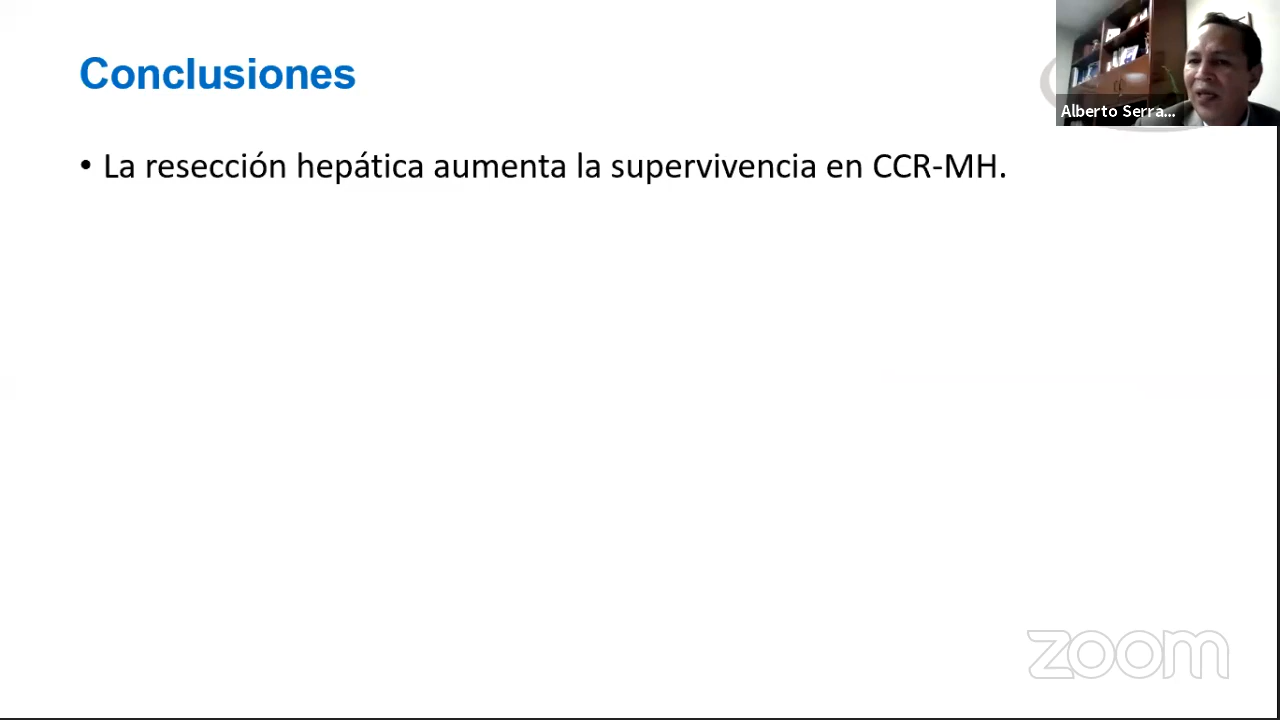 Conclusiones
Alberto Serra...
• La resección hepática aumenta la supervivencia en CCR-MH.
zoom